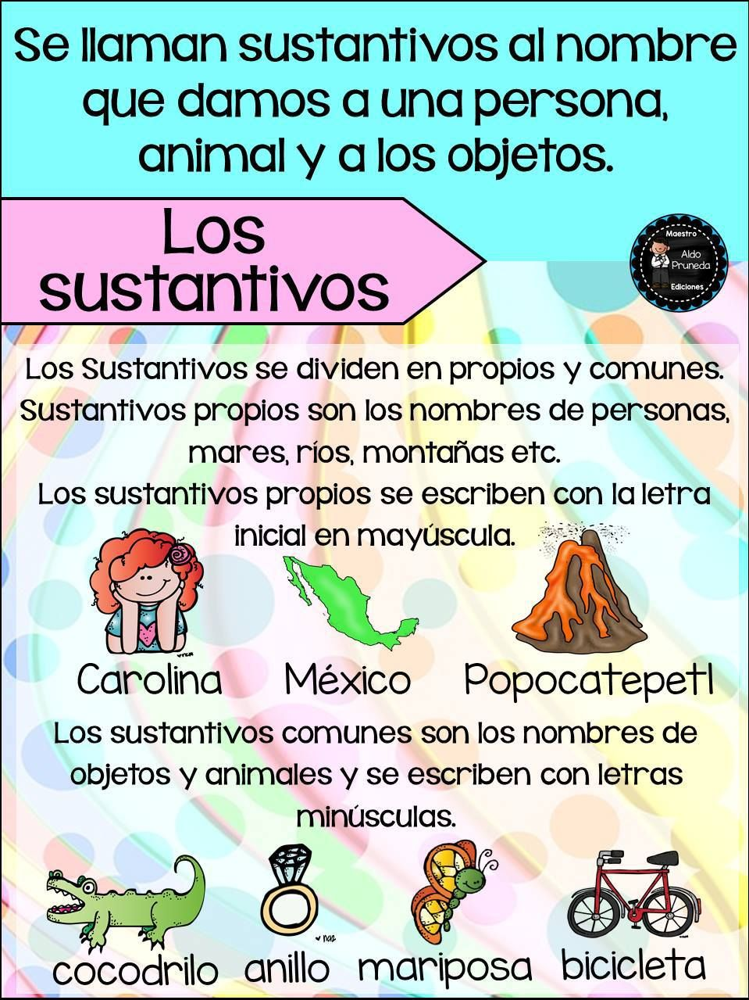 Se llaman sustantivos al nombre
que damos a una persona,
animal y a los objetos.
Los
sustantivos
Maestro
Aldo
Pruneda
Ediciones
Los Sustantivos se dividen en propios y comunes.
Sustantivos propios son los nombres de personas,
mares, ríos, montañas etc.
Los sustantivos propios se escriben con la letra
inicial en mayúscula.
Carolina México Popocatepetl
Los sustantivos comunes son los nombres de
objetos y animales y se escriben con letras
minúsculas.
naz
cocodrilo anillo mariposa bicicleta